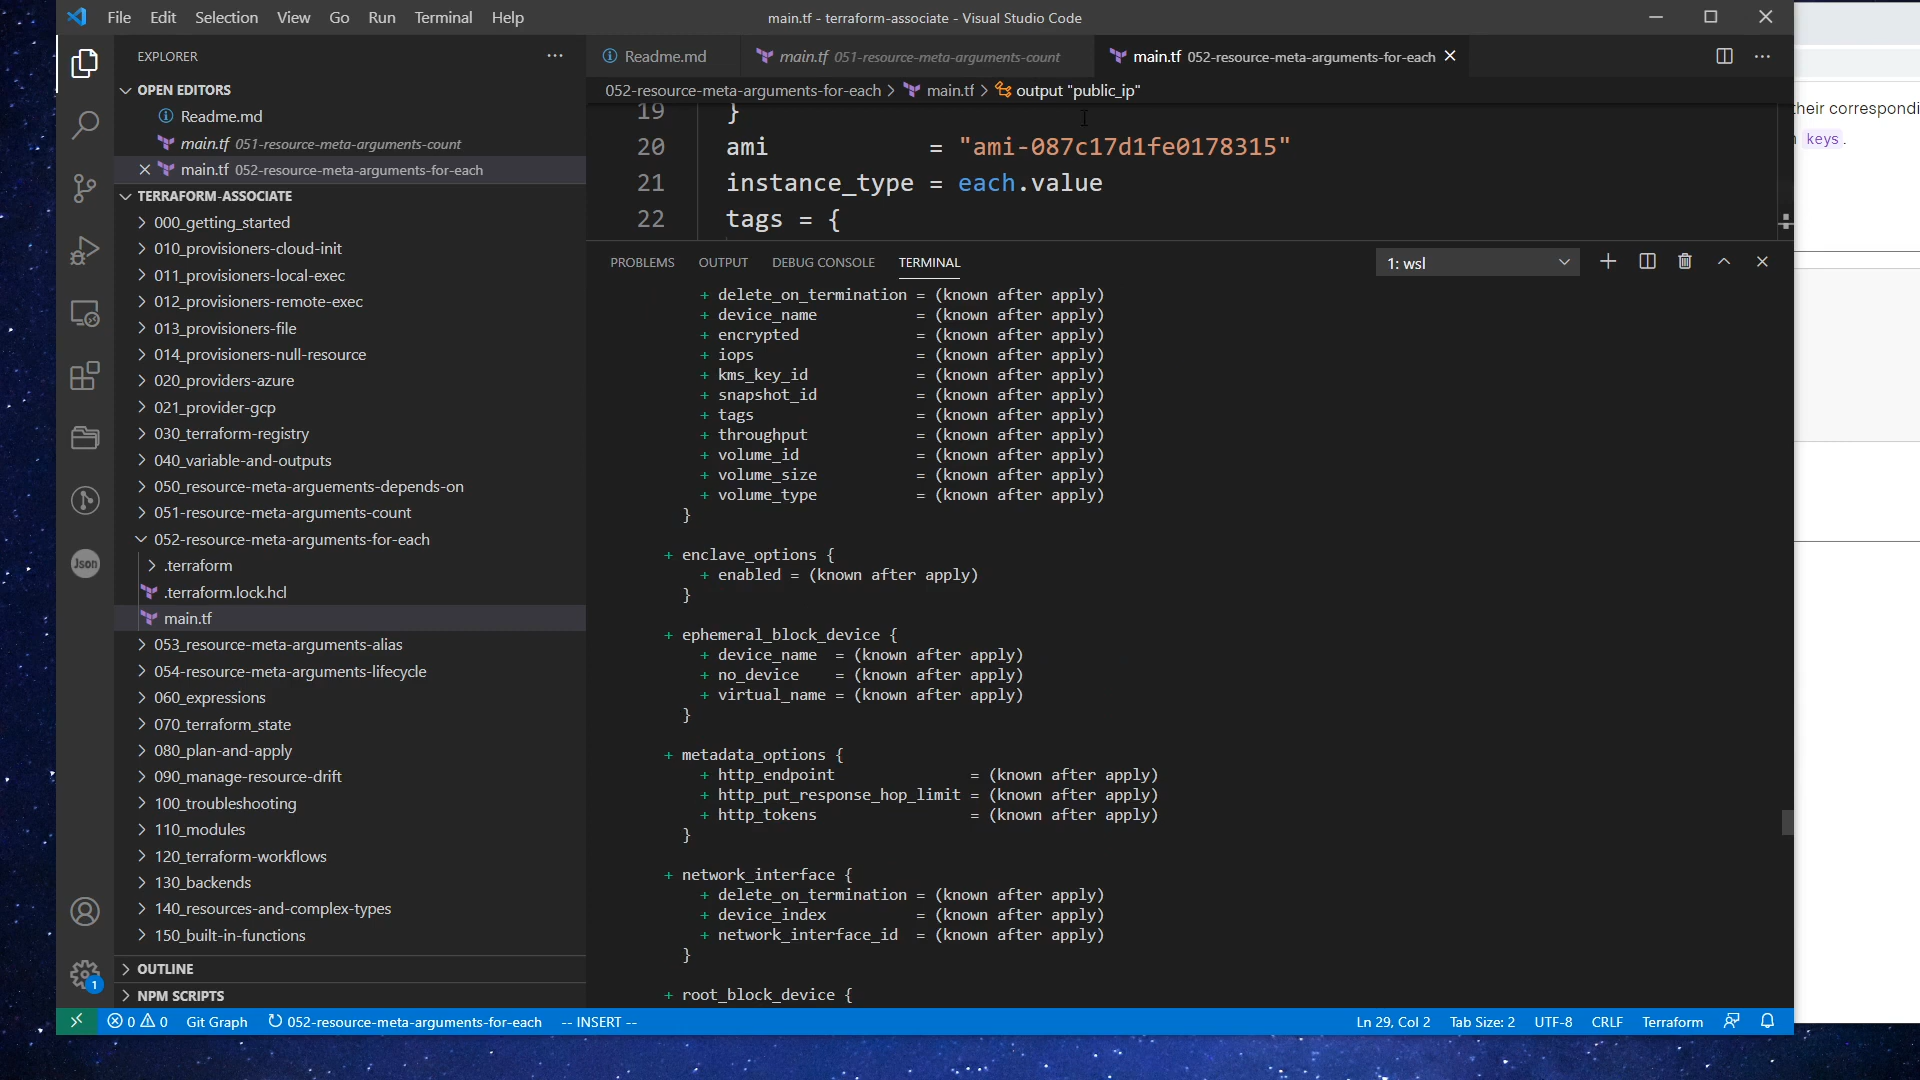 File Edit Selection View Go Run Terminal Help
main.tf - terraform-associate - Visual Studio Code
EXPLORER
OPEN EDITORS
Readme.md
main.tf 051-resource-meta-arguments-count
main.tf 052-resource-meta-arguments-for-each
TERRAFORM-ASSOCIATE
000_getting_started
010_provisioners-cloud-init
011_provisioners-local-exec
012_provisioners-remote-exec
013_provisioners-file
014_provisioners-null-resource
020_providers-azure
021_provider-gcp
030_terraform-registry
040_variable-and-outputs
050_resource-meta-arguements-depends-on
051-resource-meta-arguments-count
052-resource-meta-arguments-for-each
.terraform
.terraform.lock.hcl
main.tf
053_resource-meta-arguments-alias
054-resource-meta-arguments-lifecycle
060_expressions
070_terraform_state
080_plan-and-apply
090_manage-resource-drift
100_troubleshooting
110_modules
120_terraform-workflows
130_backends
140_resources-and-complex-types
150_built-in-functions
OUTLINE
NPM SCRIPTS
Json
1
Readme.md
main.tf 051-resource-meta-arguments-count
main.tf 052-resource-meta-arguments-for-each
052-resource-meta-arguments-for-each > main.tf > output "public_ip"
19 }
20 ami = "ami-087c17d1fe0178315"
21 instance_type = each.value
22 tags = {
PROBLEMS OUTPUT DEBUG CONSOLE TERMINAL
1: wsl
+ delete_on_termination = (known after apply)
+ device_name = (known after apply)
+ encrypted = (known after apply)
+ iops = (known after apply)
+ kms_key_id = (known after apply)
+ snapshot_id = (known after apply)
+ tags = (known after apply)
+ throughput = (known after apply)
+ volume_id = (known after apply)
+ volume_size = (known after apply)
+ volume_type = (known after apply)
}
+ enclave_options {
+ enabled = (known after apply)
}
+ ephemeral_block_device {
+ device_name = (known after apply)
+ no_device = (known after apply)
+ virtual_name = (known after apply)
}
+ metadata_options {
+ http_endpoint = (known after apply)
+ http_put_response_hop_limit = (known after apply)
+ http_tokens = (known after apply)
}
+ network_interface {
+ delete_on_termination = (known after apply)
+ device_index = (known after apply)
+ network_interface_id = (known after apply)
}
+ root_block_device {
0 0 Git Graph 052-resource-meta-arguments-for-each -- INSERT --
Ln 29, Col 2 Tab Size: 2 UTF-8 CRLF Terraform
their correspondi
keys.